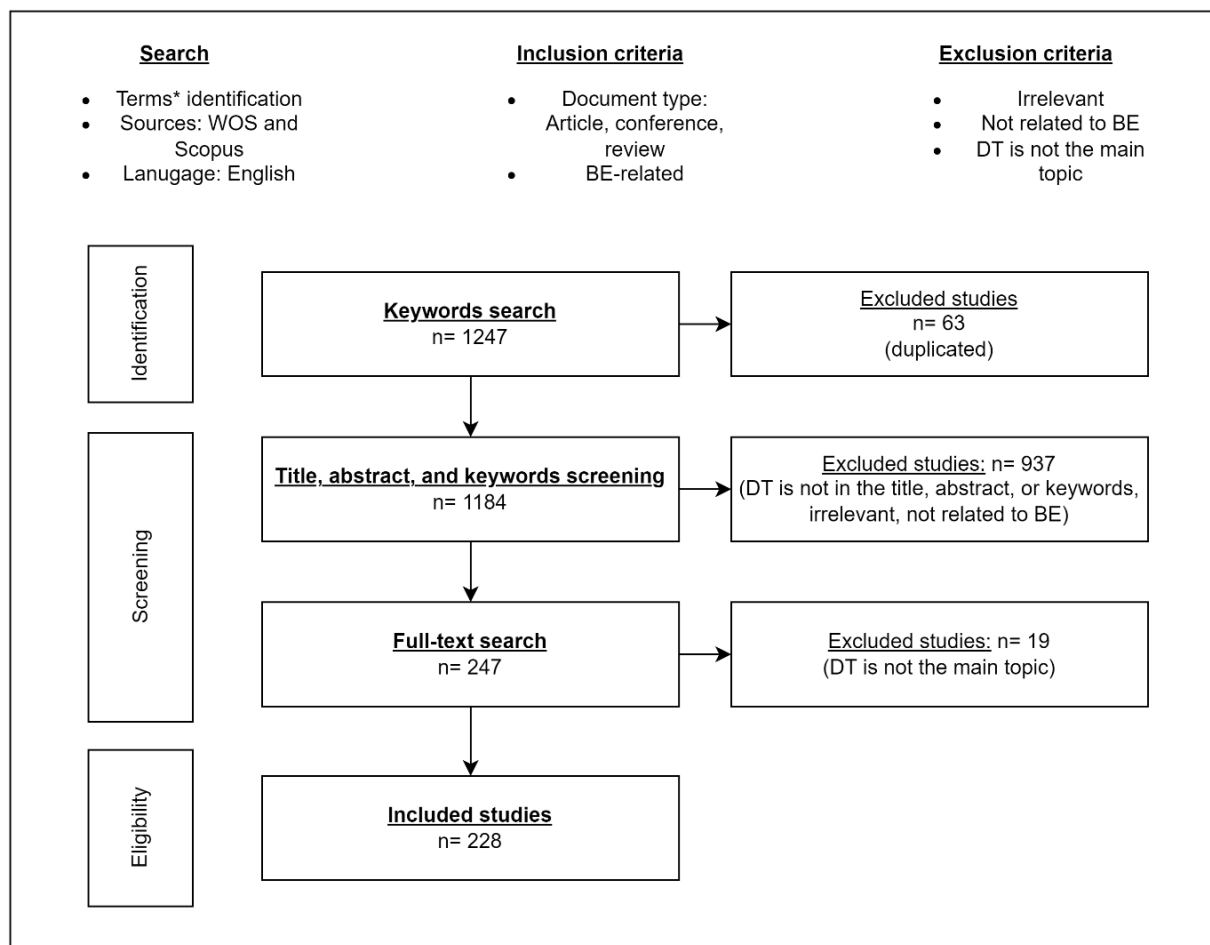 Search
• Terms* identification
• Sources: WOS and
Scopus
• Lanugage: English
Inclusion criteria
• Document type:
Article, conference,
review
• BE-related
Exclusion criteria
• Irrelevant
• Not related to BE
• DT is not the main
topic
Identification
Keywords search
n= 1247
Excluded studies
n= 63
(duplicated)
Screening
Title, abstract, and keywords screening
n= 1184
Excluded studies: n= 937
(DT is not in the title, abstract, or keywords,
irrelevant, not related to BE)
Full-text search
n= 247
Excluded studies: n= 19
(DT is not the main topic)
Eligibility
Included studies
n= 228